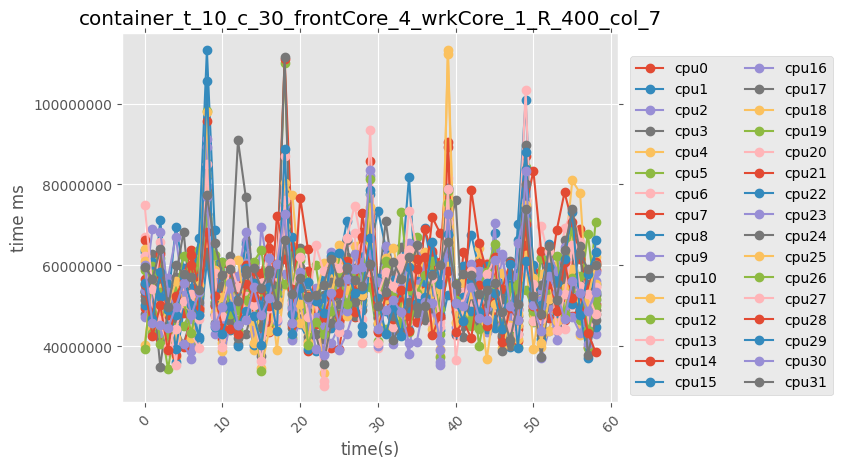 container_t_10_c_30_frontCore_4_wrkCore_1_R_400_col_7
time ms
100000000
80000000
60000000
40000000
0
10
20
30
40
50
60
time(s)
cpu0
cpu1
cpu2
cpu3
cpu4
cpu5
cpu6
cpu7
cpu8
cpu9
cpu10
cpu11
cpu12
cpu13
cpu14
cpu15
cpu16
cpu17
cpu18
cpu19
cpu20
cpu21
cpu22
cpu23
cpu24
cpu25
cpu26
cpu27
cpu28
cpu29
cpu30
cpu31